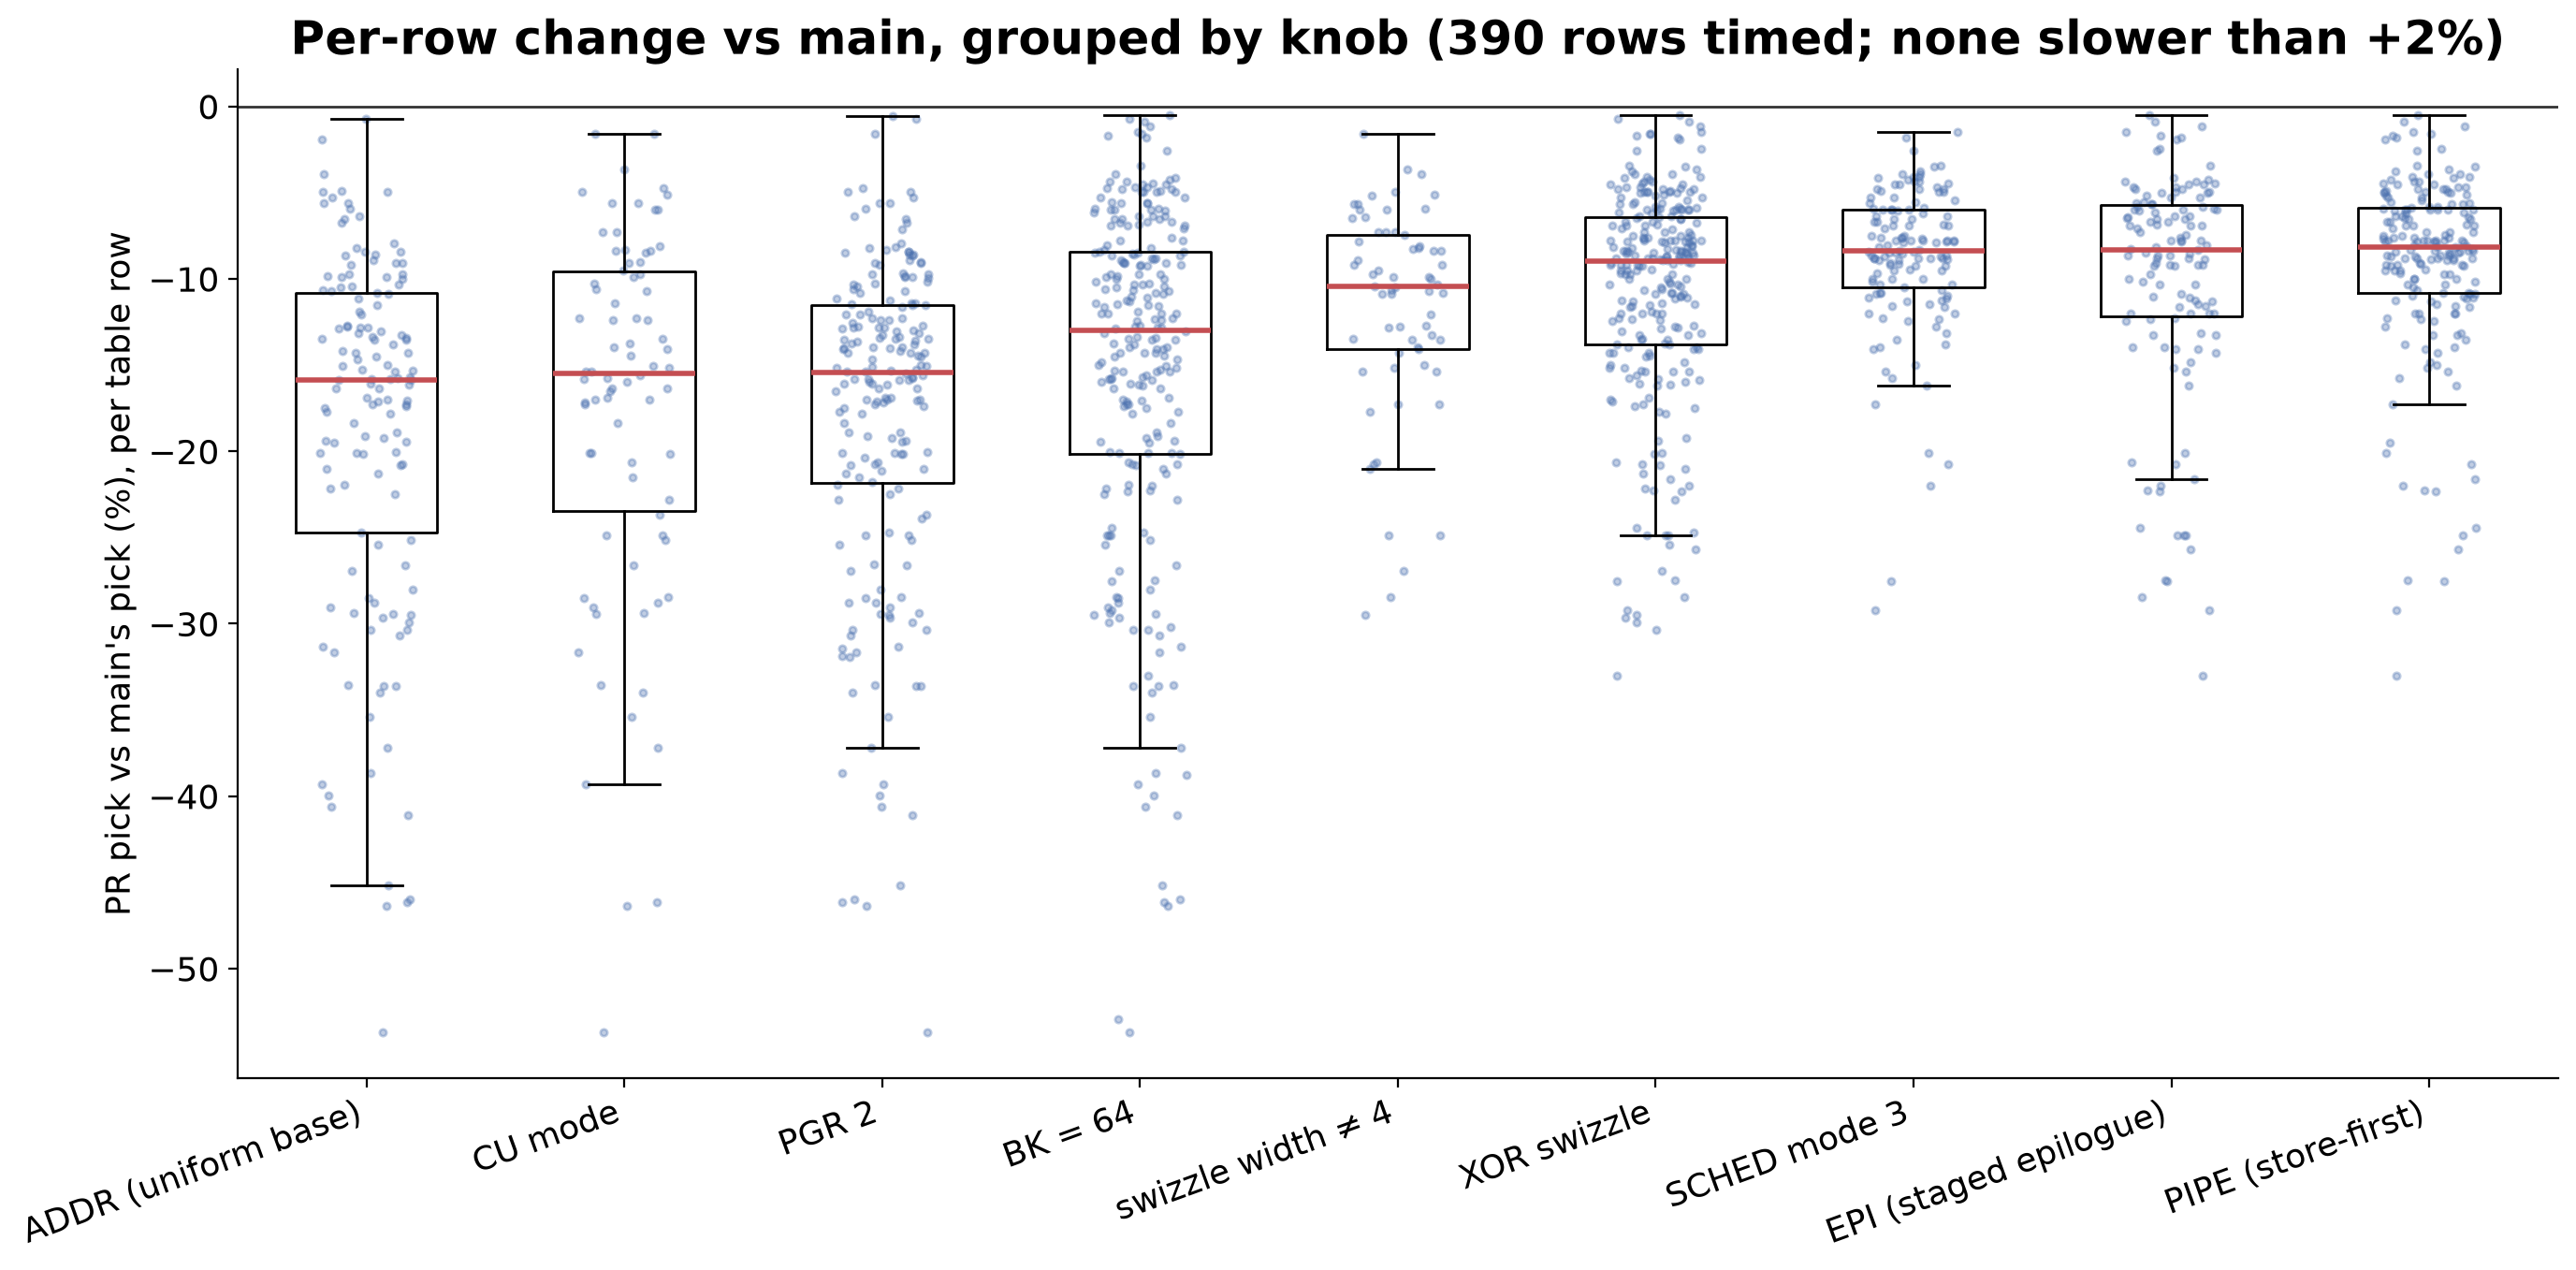 Per-row change vs main, grouped by knob (390 rows timed; none slower than +2%)
PR pick vs main's pick (%), per table row
0
−10
−20
−30
−40
−50
ADDR (uniform base)
CU mode
PGR 2
BK = 64
swizzle width ≠ 4
XOR swizzle
SCHED mode 3
EPI (staged epilogue)
PIPE (store-first)